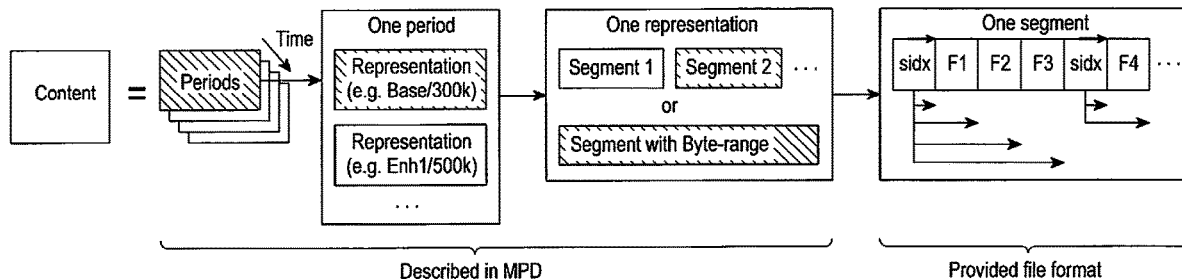 Content
=
Periods
Time
One period
Representation
(e.g. Base/300k)
Representation
(e.g. Enh1/500k)
...
One representation
Segment 1
Segment 2
...
or
Segment with Byte-range
One segment
sidx F1 F2 F3 sidx F4 ...
Described in MPD
Provided file format